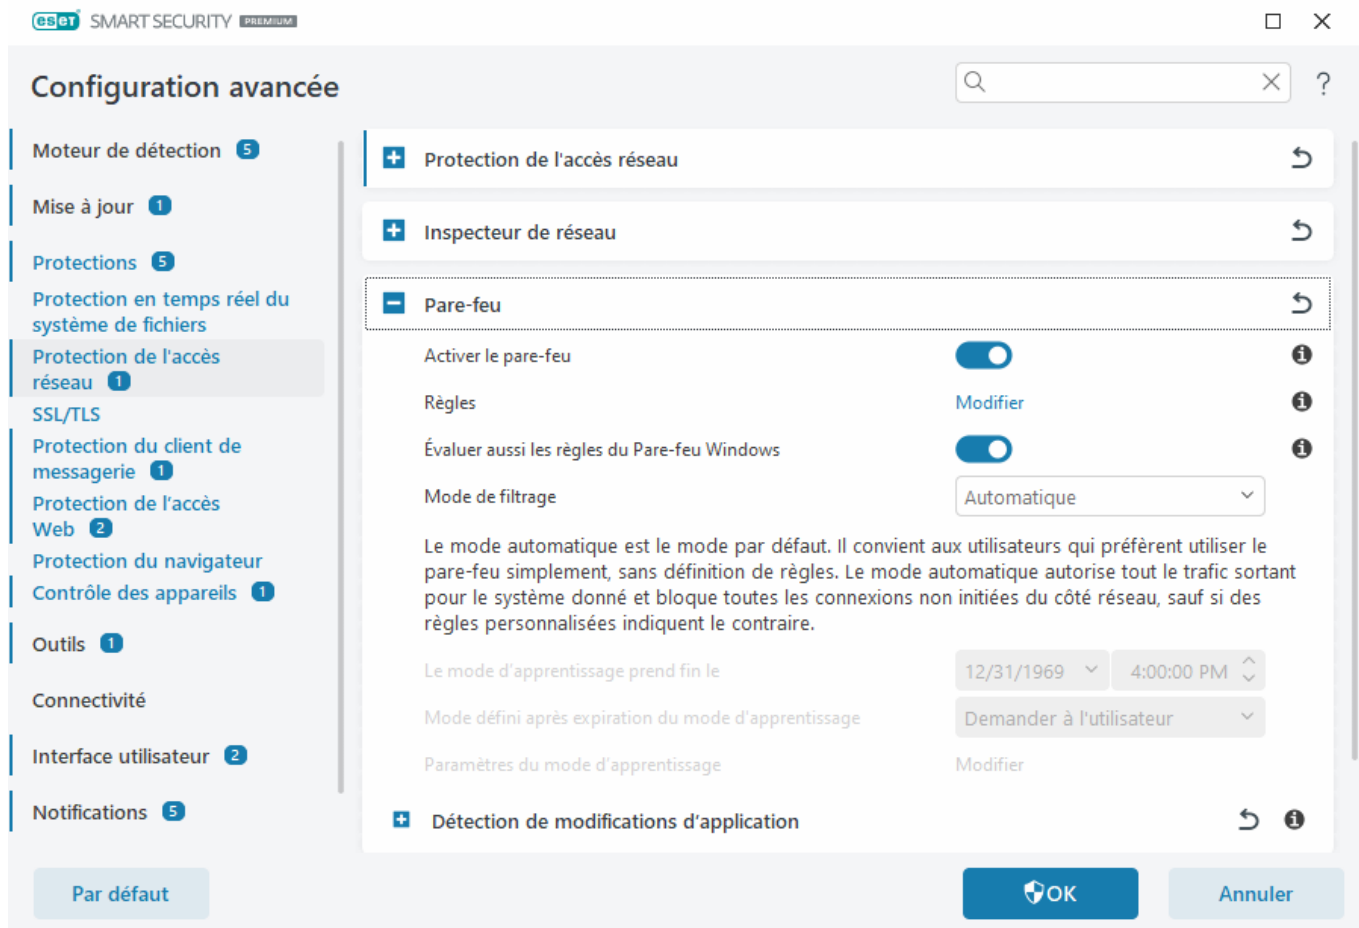 eset SMART SECURITY PREMIUM
Configuration avancée
?
Moteur de détection 5
Mise à jour 1
Protections 5
Protection en temps réel du
système de fichiers
Protection de l'accès
réseau 1
SSL/TLS
Protection du client de
messagerie 1
Protection de l'accès
Web 2
Protection du navigateur
Contrôle des appareils 1
Outils 1
Connectivité
Interface utilisateur 2
Notifications 5
Protection de l'accès réseau
Inspecteur de réseau
Pare-feu
Activer le pare-feu
Règles Modifier
Évaluer aussi les règles du Pare-feu Windows
Mode de filtrage Automatique
Le mode automatique est le mode par défaut. Il convient aux utilisateurs qui préfèrent utiliser le
pare-feu simplement, sans définition de règles. Le mode automatique autorise tout le trafic sortant
pour le système donné et bloque toutes les connexions non initiées du côté réseau, sauf si des
règles personnalisées indiquent le contraire.
Le mode d'apprentissage prend fin le 12/31/1969 4:00:00 PM
Mode défini après expiration du mode d'apprentissage Demander à l'utilisateur
Paramètres du mode d'apprentissage Modifier
Détection de modifications d'application
Par défaut
OK
Annuler